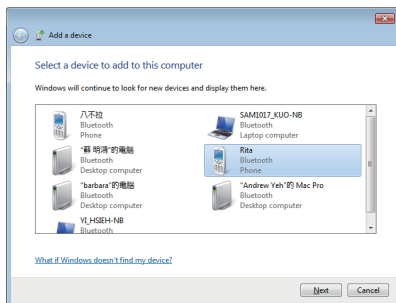 Add a device
Select a device to add to this computer
Windows will continue to look for new devices and display them here.
八不拉
Bluetooth
Phone
SAM1017_KUO-NB
Bluetooth
Laptop computer
"蘇 明鴻"的電腦
Bluetooth
Desktop computer
Rita
Bluetooth
Phone
"barbara"的電腦
Bluetooth
Desktop computer
"Andrew Yeh"的 Mac Pro
Bluetooth
Desktop computer
YI_HSIEH-NB
Bluetooth
What if Windows doesn't find my device?
Next
Cancel